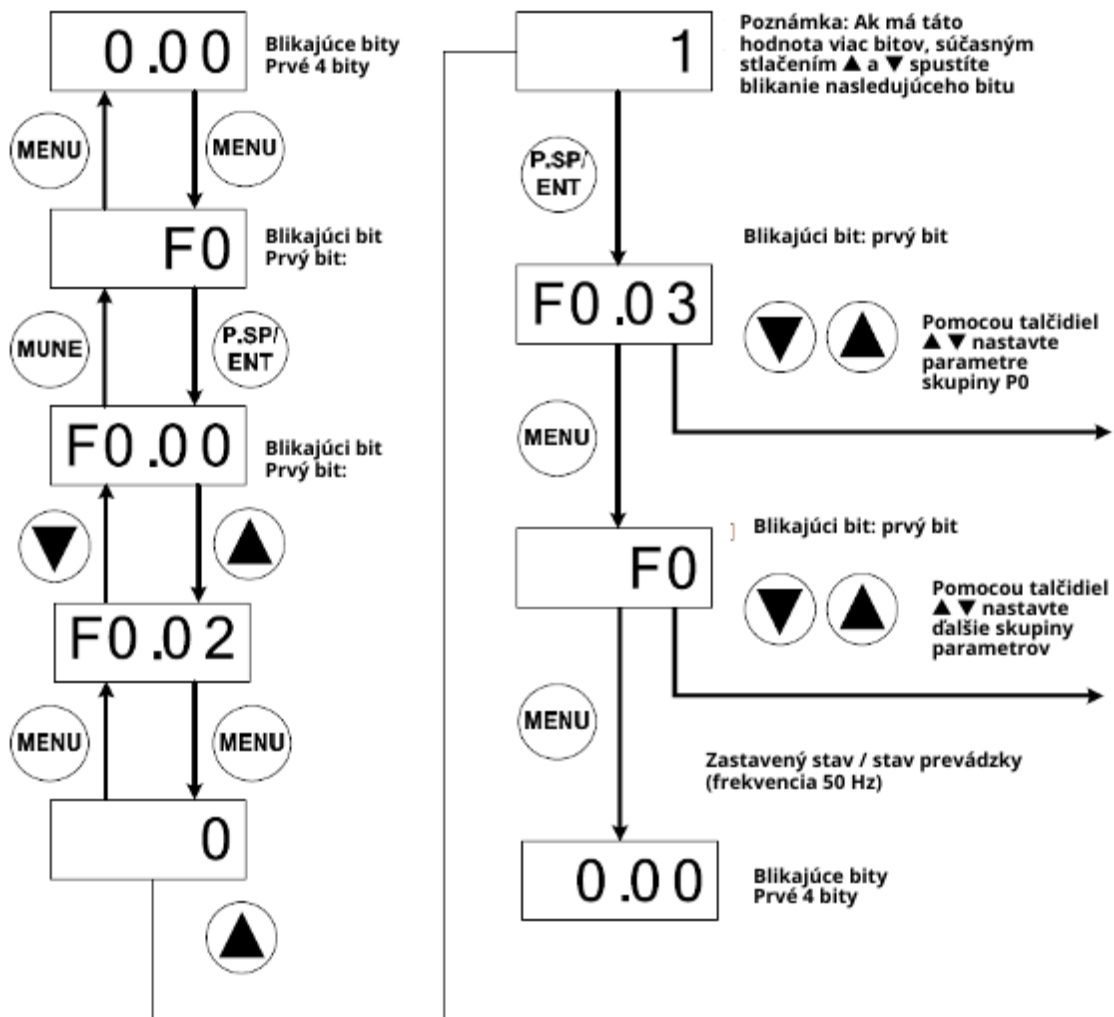 0.00
Blikajúce bity
Prvé 4 bity
MENU
MENU
F0
Blikajúci bit
Prvý bit:
MUNE
P.SP/
ENT
F0.00
Blikajúci bit
Prvý bit:
▼
▲
F0.02
MENU
MENU
0
▲
1
Poznámka: Ak má táto
hodnota viac bitov, súčasným
stlačením ▲ a ▼ spustíte
blikanie nasledujúceho bitu
P.SP/
ENT
Blikajúci bit: prvý bit
F0.03
▼ ▲
Pomocou talčidiel
▲ ▼ nastavte
parametre
skupiny P0
MENU
Blikajúci bit: prvý bit
F0
▼ ▲
Pomocou talčidiel
▲ ▼ nastavte
ďalšie skupiny
parametrov
MENU
Zastavený stav / stav prevádzky
(frekvencia 50 Hz)
0.00
Blikajúce bity
Prvé 4 bity